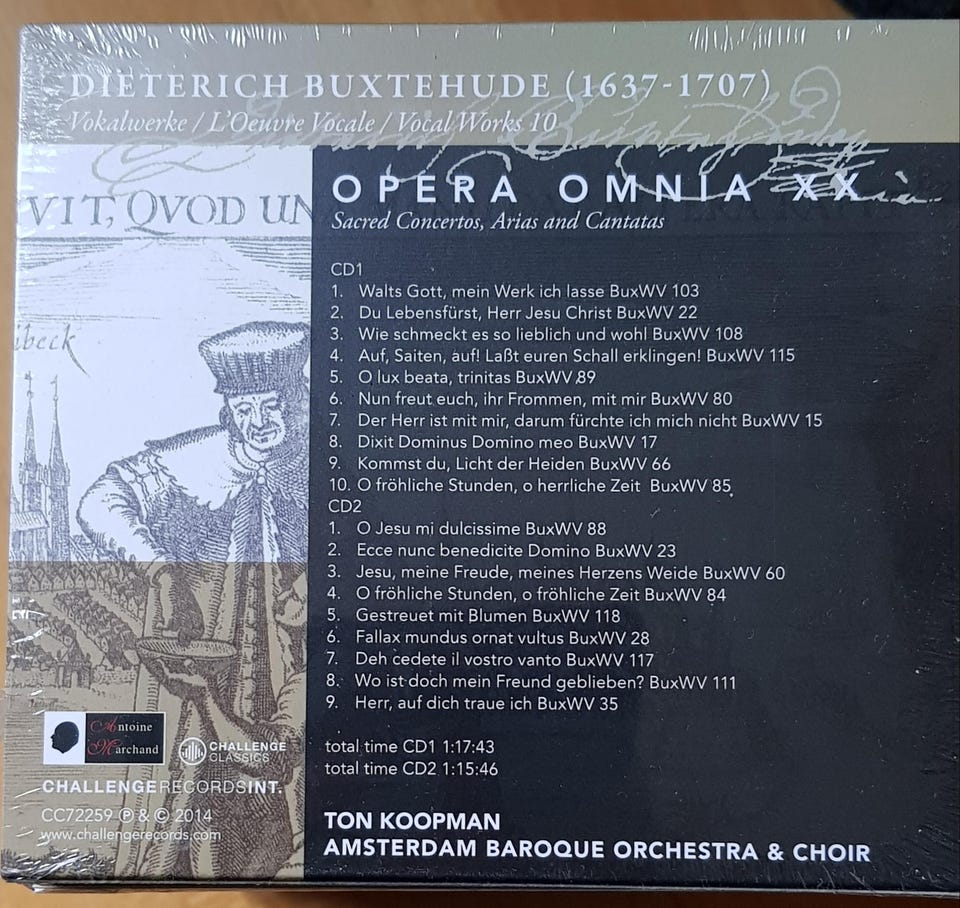 DIETERICH BUXTEHUDE (1637-1707)
Vokalwerke / L'Oeuvre Vocale / Vocal Works 10
VIT, QVOD UN
OPERA OMNIA XX
Sacred Concertos, Arias and Cantatas
beck
CD1
1. Walts Gott, mein Werk ich lasse BuxWV 103
2. Du Lebensfürst, Herr Jesu Christ BuxWV 22
3. Wie schmeckt es so lieblich und wohl BuxWV 108
4. Auf, Saiten, auf! Laßt euren Schall erklingen! BuxWV 115
5. O lux beata, trinitas BuxWV 89
6. Nun freut euch, ihr Frommen, mit mir BuxWV 80
7. Der Herr ist mit mir, darum fürchte ich mich nicht BuxWV 15
8. Dixit Dominus Domino meo BuxWV 17
9. Kommst du, Licht der Heiden BuxWV 66
10. O fröhliche Stunden, o herrliche Zeit BuxWV 85
CD2
1. O Jesu mi dulcissime BuxWV 88
2. Ecce nunc benedicite Domino BuxWV 23
3. Jesu, meine Freude, meines Herzens Weide BuxWV 60
4. O fröhliche Stunden, o fröhliche Zeit BuxWV 84
5. Gestreuet mit Blumen BuxWV 118
6. Fallax mundus ornat vultus BuxWV 28
7. Deh cedete il vostro vanto BuxWV 117
8. Wo ist doch mein Freund geblieben? BuxWV 111
9. Herr, auf dich traue ich BuxWV 35
total time CD1 1:17:43
total time CD2 1:15:46
Antoine
Marchand
CHALLENGE
CLASSICS
CHALLENGERECORDSINT.
CC72259 ℗ & © 2014
www.challengerecords.com
TON KOOPMAN
AMSTERDAM BAROQUE ORCHESTRA & CHOIR